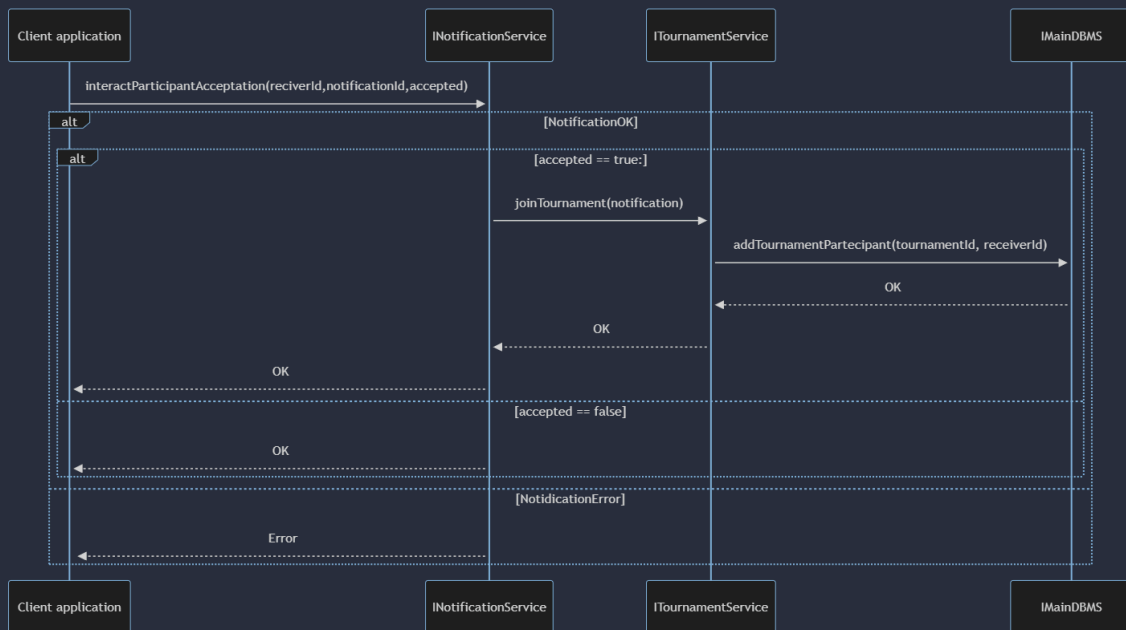 Client application
INotificationService
ITournamentService
IMainDBMS
interactParticipantAcceptation(reciverId,notificationId,accepted)
alt
[NotificationOK]
alt
[accepted == true:]
joinTournament(notification)
addTournamentPartecipant(tournamentId, receiverId)
OK
OK
OK
[accepted == false]
OK
[NotidicationError]
Error
Client application
INotificationService
ITournamentService
IMainDBMS